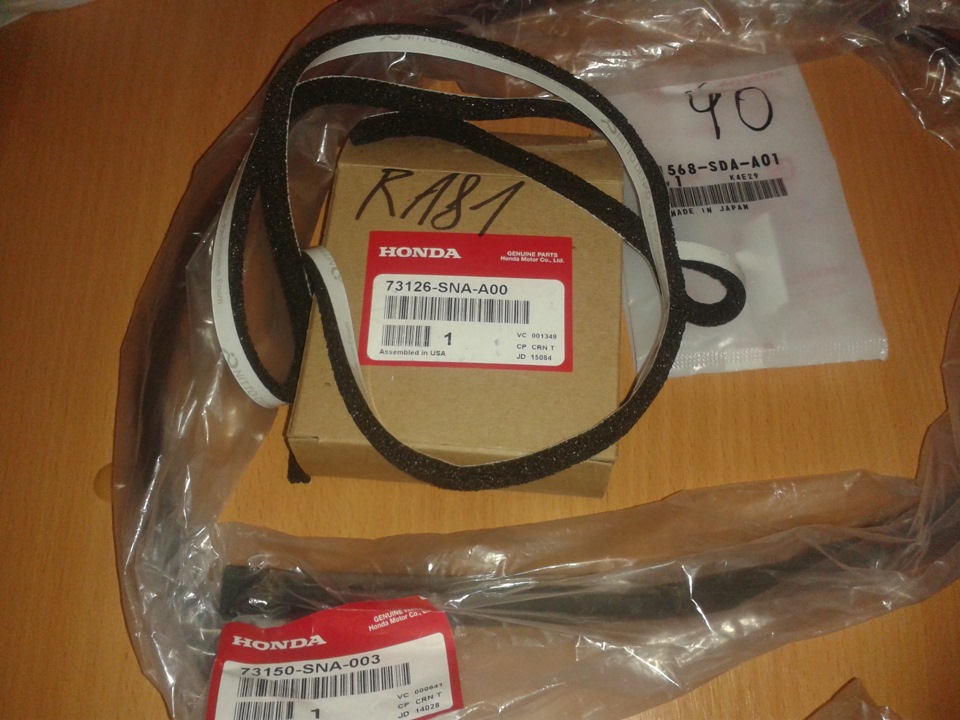 40
568-SDA-A01
1 K4E29
MADE IN JAPAN
RA81
HONDA
GENUINE PARTS
Honda Motor Co., Ltd.
73126-SNA-A00
1
VC 001349
CP CRN T
Assembled in USA
JD 15084
HONDA
GENUINE
Honda Motor Co.,
73150-SNA-003
1
VC 000641
CP CRN T
JD 14028